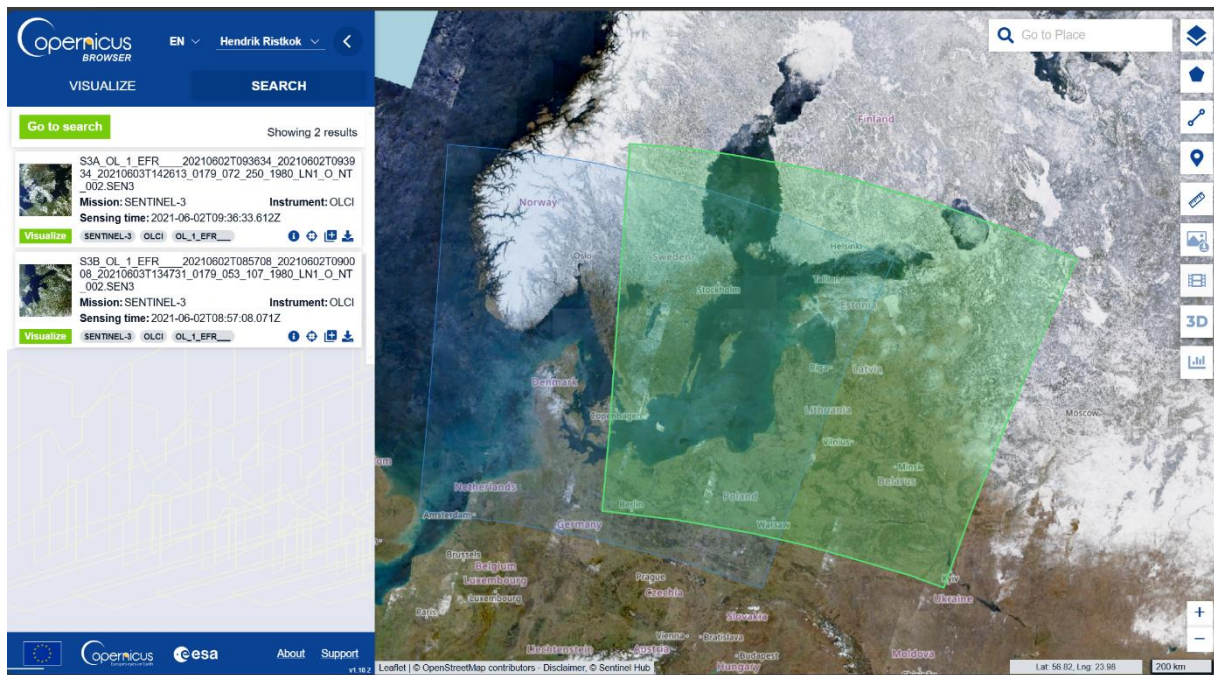 Copernicus
BROWSER
EN
Hendrik Ristkok
VISUALIZE
SEARCH
Go to search
Showing 2 results
S3A_OL_1_EFR____20210602T093634_20210602T0939
34_20210603T142613_0179_072_250_1980_LN1_O_NT
_002.SEN3
Mission: SENTINEL-3 Instrument: OLCI
Sensing time: 2021-06-02T09:36:33.612Z
Visualize SENTINEL-3 OLCI OL_1_EFR___
S3B_OL_1_EFR____20210602T085708_20210602T0900
08_20210603T134731_0179_053_107_1980_LN1_O_NT
_002.SEN3
Mission: SENTINEL-3 Instrument: OLCI
Sensing time: 2021-06-02T08:57:08.071Z
Visualize SENTINEL-3 OLCI OL_1_EFR___
Copernicus
esa
About Support
v1.10.2
Go to Place
3D
Finland
Norway
Oslo
Sweden
Helsinki
Stockholm
Tallinn
Estonia
Riga
Latvia
Denmark
Copenhagen
Lithuania
Moscow
Vilnius
Minsk
Belarus
Netherlands
Berlin
Poland
Amsterdam
Germany
Warsaw
Brussels
Belgium
Luxembourg
Luxembourg
Prague
Czechia
Kyiv
Ukraine
Paris
Slovakia
Vienna
Bratislava
Liechtenstein
Austria
Budapest
Hungary
Moldova
Leaflet | © OpenStreetMap contributors - Disclaimer, © Sentinel Hub
Lat: 56.82, Lng: 23.98
200 km